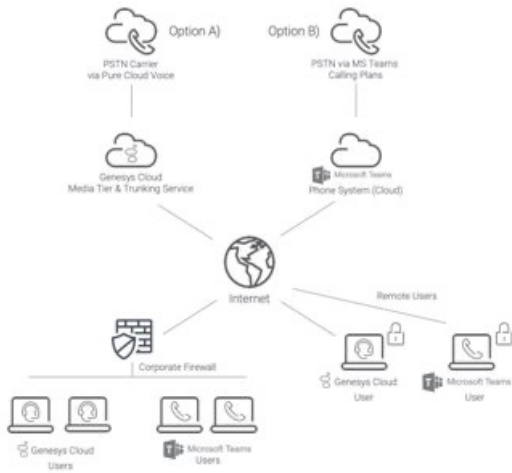 Option A)
Option B)
PSTN Carrier
via Pure Cloud Voice
PSTN via MS Teams
Calling Plans
Genesys Cloud
Media Tier & Trunking Service
Microsoft Teams
Phone System (Cloud)
Internet
Remote Users
Corporate Firewall
Genesys Cloud
User
Microsoft Teams
User
Genesys Cloud
Users
Microsoft Teams
Users